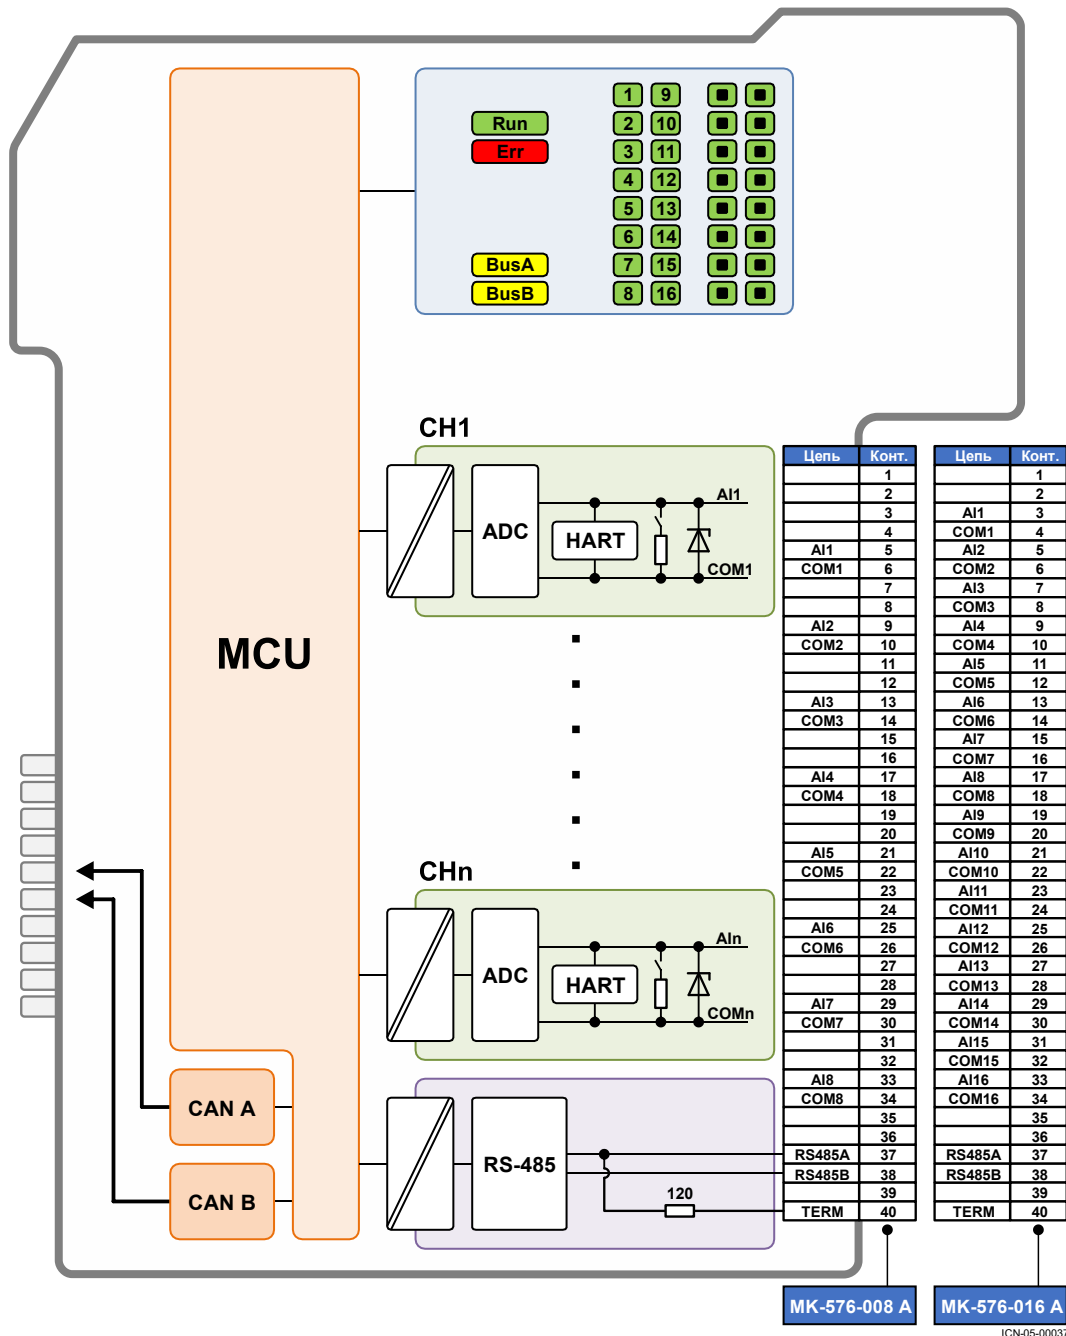 1 9
Run 2 10
Err 3 11
4 12
5 13
6 14
BusA 7 15
BusB 8 16
MCU
CH1
ADC
HART
AI1
COM1
CHn
ADC
HART
AIn
COMn
CAN A
CAN B
RS-485
120
Цепь Конт. Цепь Конт.
1 1
2 2
3 AI1 3
4 COM1 4
AI1 5 AI2 5
COM1 6 COM2 6
7 AI3 7
8 COM3 8
AI2 9 AI4 9
COM2 10 COM4 10
11 AI5 11
12 COM5 12
AI3 13 AI6 13
COM3 14 COM6 14
15 AI7 15
16 COM7 16
AI4 17 AI8 17
COM4 18 COM8 18
19 AI9 19
20 COM9 20
AI5 21 AI10 21
COM5 22 COM10 22
23 AI11 23
24 COM11 24
AI6 25 AI12 25
COM6 26 COM12 26
27 AI13 27
28 COM13 28
AI7 29 AI14 29
COM7 30 COM14 30
31 AI15 31
32 COM15 32
AI8 33 AI16 33
COM8 34 COM16 34
35 35
36 36
RS485A 37 RS485A 37
RS485B 38 RS485B 38
39 39
TERM 40 TERM 40
MK-576-008 A MK-576-016 A
ICN-05-00037